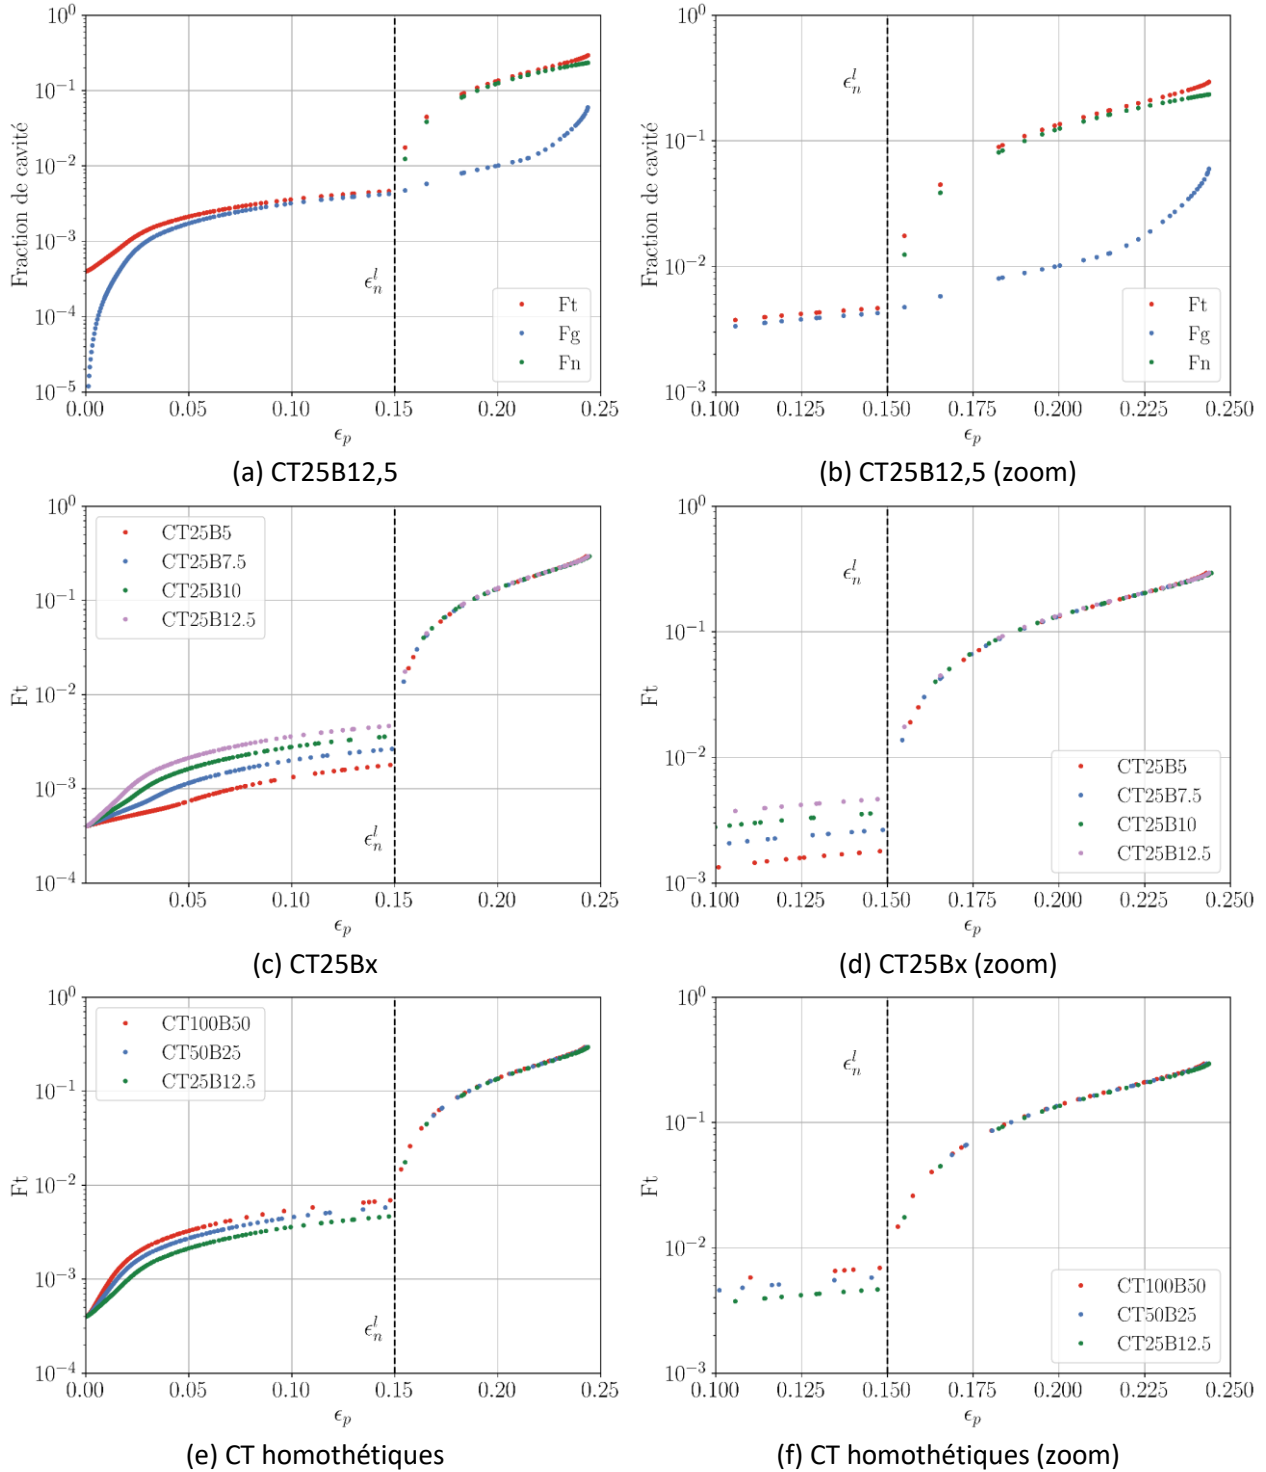 10^0
10^-1
10^-2
10^-3
10^-4
10^-5
Fraction de cavité
ϵ_n^l
Ft
Fg
Fn
0.00 0.05 0.10 0.15 0.20 0.25
ϵ_p
(a) CT25B12,5
10^0
10^-1
10^-2
10^-3
Fraction de cavité
ϵ_n^l
Ft
Fg
Fn
0.100 0.125 0.150 0.175 0.200 0.225 0.250
ϵ_p
(b) CT25B12,5 (zoom)
10^0
10^-1
10^-2
10^-3
10^-4
Ft
CT25B5
CT25B7.5
CT25B10
CT25B12.5
ϵ_n^l
0.05 0.10 0.15 0.20 0.25
ϵ_p
(c) CT25Bx
10^0
10^-1
10^-2
10^-3
Ft
ϵ_n^l
CT25B5
CT25B7.5
CT25B10
CT25B12.5
0.100 0.125 0.150 0.175 0.200 0.225 0.250
ϵ_p
(d) CT25Bx (zoom)
10^0
10^-1
10^-2
10^-3
10^-4
Ft
CT100B50
CT50B25
CT25B12.5
ϵ_n^l
0.00 0.05 0.10 0.15 0.20 0.25
ϵ_p
(e) CT homothétiques
10^0
10^-1
10^-2
10^-3
Ft
ϵ_n^l
CT100B50
CT50B25
CT25B12.5
0.100 0.125 0.150 0.175 0.200 0.225 0.250
ϵ_p
(f) CT homothétiques (zoom)